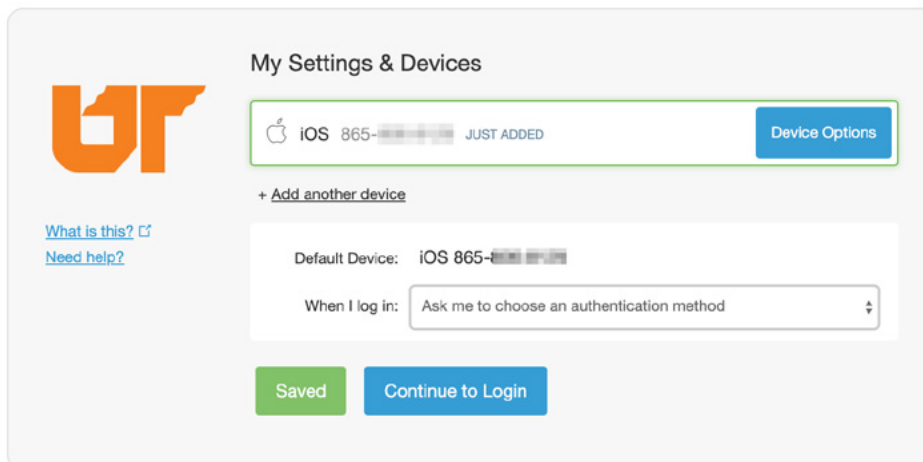 UT
My Settings & Devices
iOS 865- JUST ADDED
Device Options
+ Add another device
What is this?
Need help?
Default Device: iOS 865-
When I log in: Ask me to choose an authentication method
Saved
Continue to Login